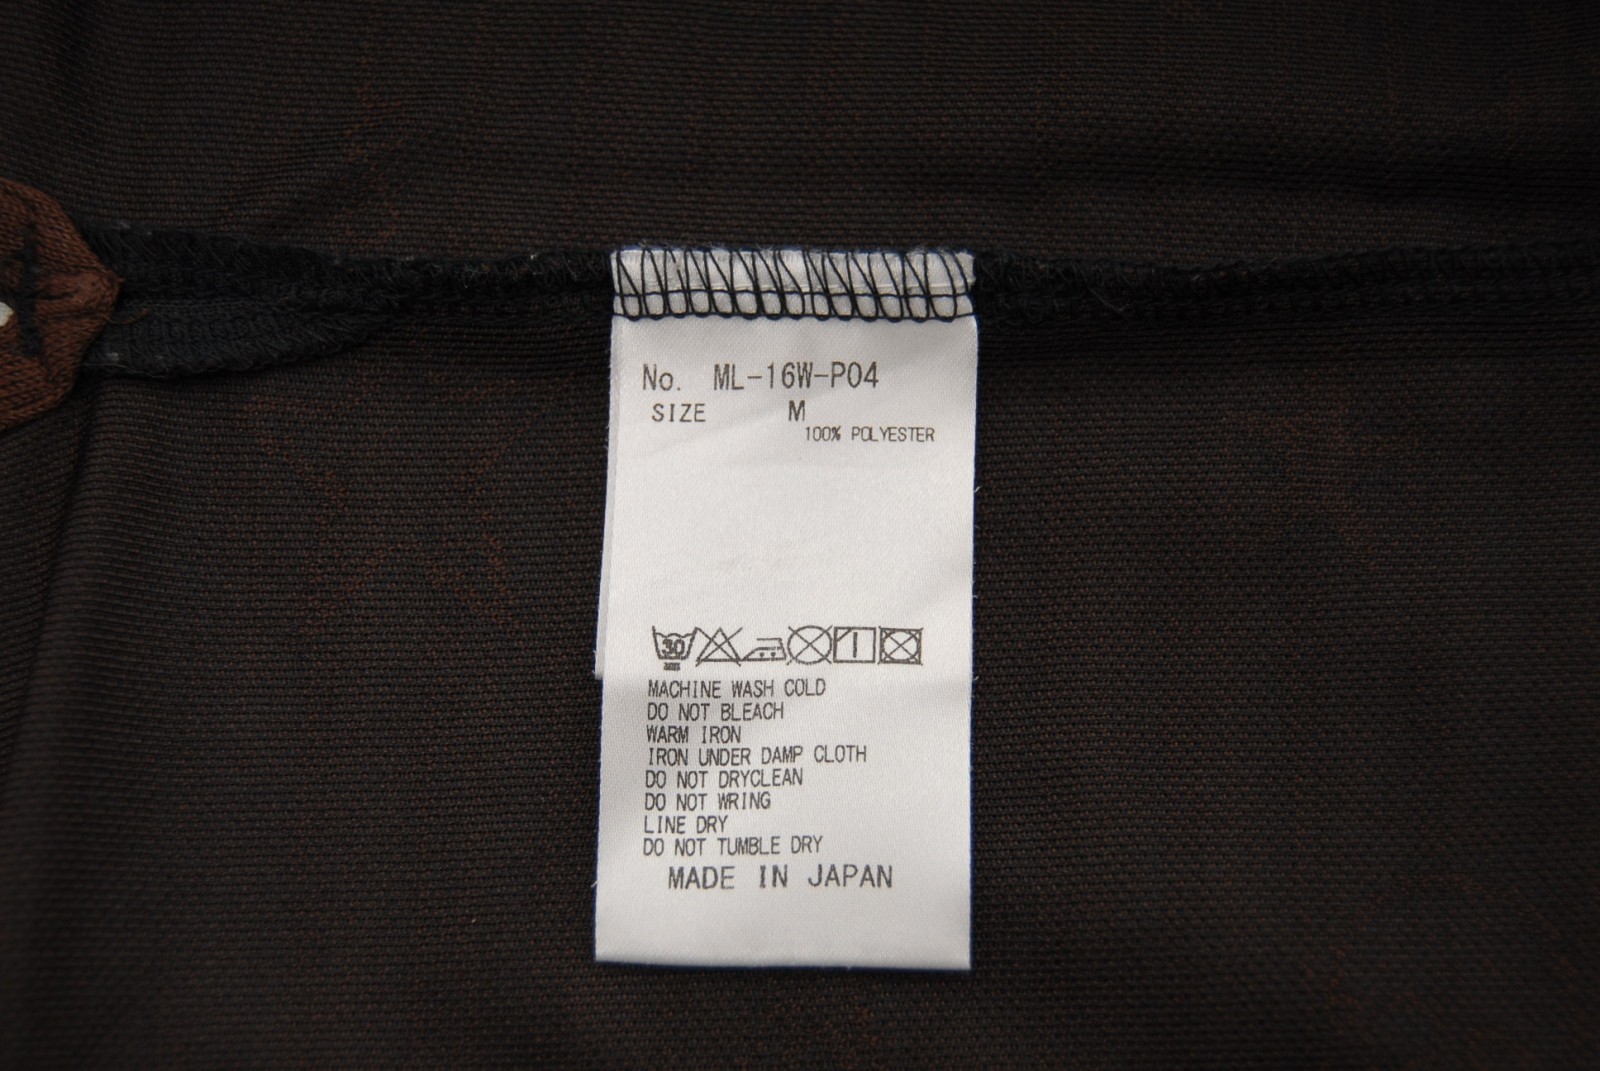 No. ML-16W-P04
SIZE M
100% POLYESTER
30
MACHINE WASH COLD
DO NOT BLEACH
WARM IRON
IRON UNDER DAMP CLOTH
DO NOT DRYCLEAN
DO NOT WRING
LINE DRY
DO NOT TUMBLE DRY
MADE IN JAPAN